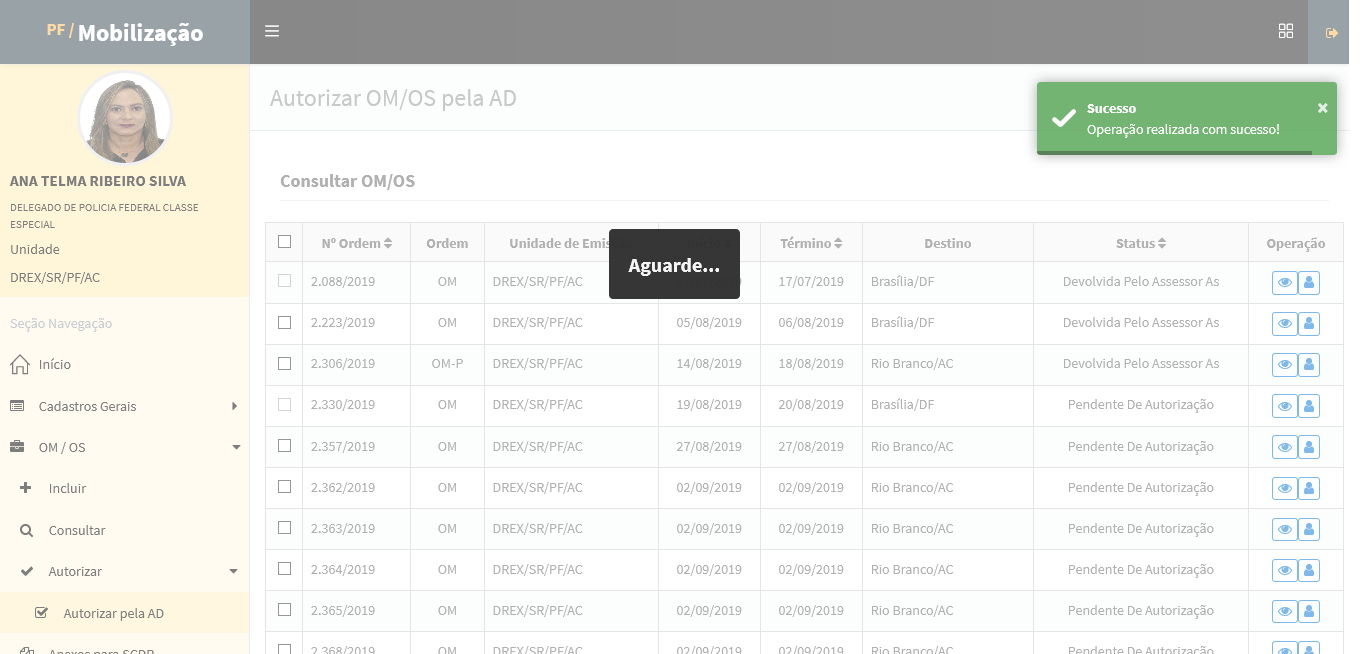 PF / Mobilização
ANA TELMA RIBEIRO SILVA
DELEGADO DE POLICIA FEDERAL CLASSE
ESPECIAL
Unidade
DREX/SR/PF/AC
Seção Navegação
Início
Cadastros Gerais
OM / OS
Incluir
Consultar
Autorizar
Autorizar pela AD
Autorizar OM/OS pela AD
Sucesso ×
Operação realizada com sucesso!
Consultar OM/OS
Aguarde...
Nº Ordem Ordem Unidade de Término Destino Status Operação
2.088/2019 OM DREX/SR/PF/AC 17/07/2019 Brasília/DF Devolvida Pelo Assessor As
2.223/2019 OM DREX/SR/PF/AC 05/08/2019 06/08/2019 Brasília/DF Devolvida Pelo Assessor As
2.306/2019 OM-P DREX/SR/PF/AC 14/08/2019 18/08/2019 Rio Branco/AC Devolvida Pelo Assessor As
2.330/2019 OM DREX/SR/PF/AC 19/08/2019 20/08/2019 Brasília/DF Pendente De Autorização
2.357/2019 OM DREX/SR/PF/AC 27/08/2019 27/08/2019 Rio Branco/AC Pendente De Autorização
2.362/2019 OM DREX/SR/PF/AC 02/09/2019 02/09/2019 Rio Branco/AC Pendente De Autorização
2.363/2019 OM DREX/SR/PF/AC 02/09/2019 02/09/2019 Rio Branco/AC Pendente De Autorização
2.364/2019 OM DREX/SR/PF/AC 02/09/2019 02/09/2019 Rio Branco/AC Pendente De Autorização
2.365/2019 OM DREX/SR/PF/AC 02/09/2019 02/09/2019 Rio Branco/AC Pendente De Autorização
2.368/2019 OM DREX/SR/PF/AC 02/09/2019 02/09/2019 Rio Branco/AC Pendente De Autorização